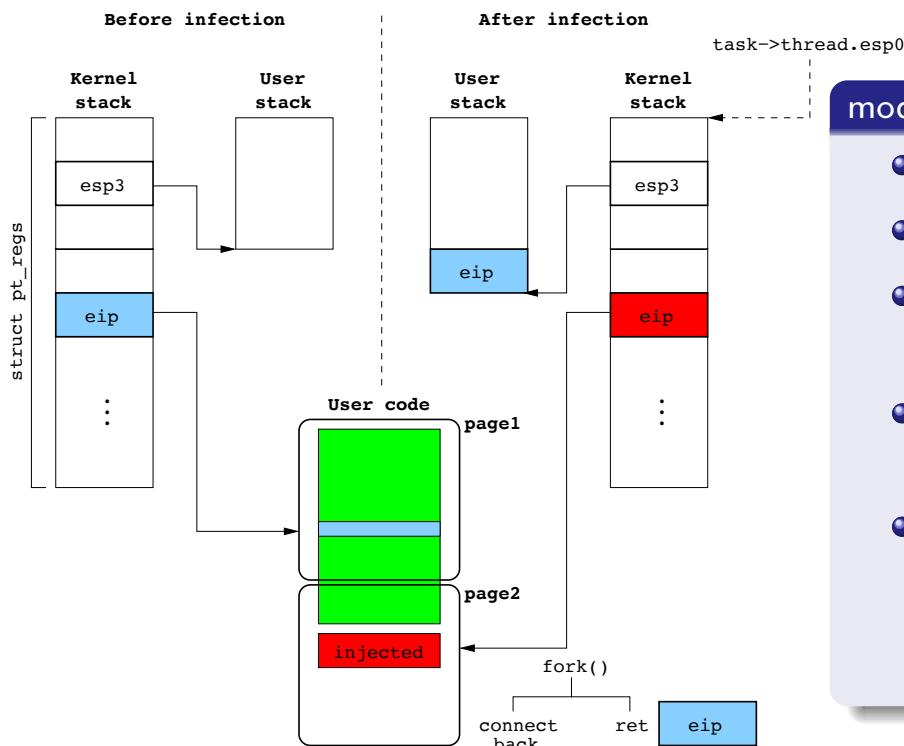 Before infection
After infection
task->thread.esp0
Kernel
stack
User
stack
User
stack
Kernel
stack
struct pt_regs
esp3
eip
eip
esp3
eip
⋮
⋮
User code
page1
page2
injected
fork()
connect
back
ret
eip